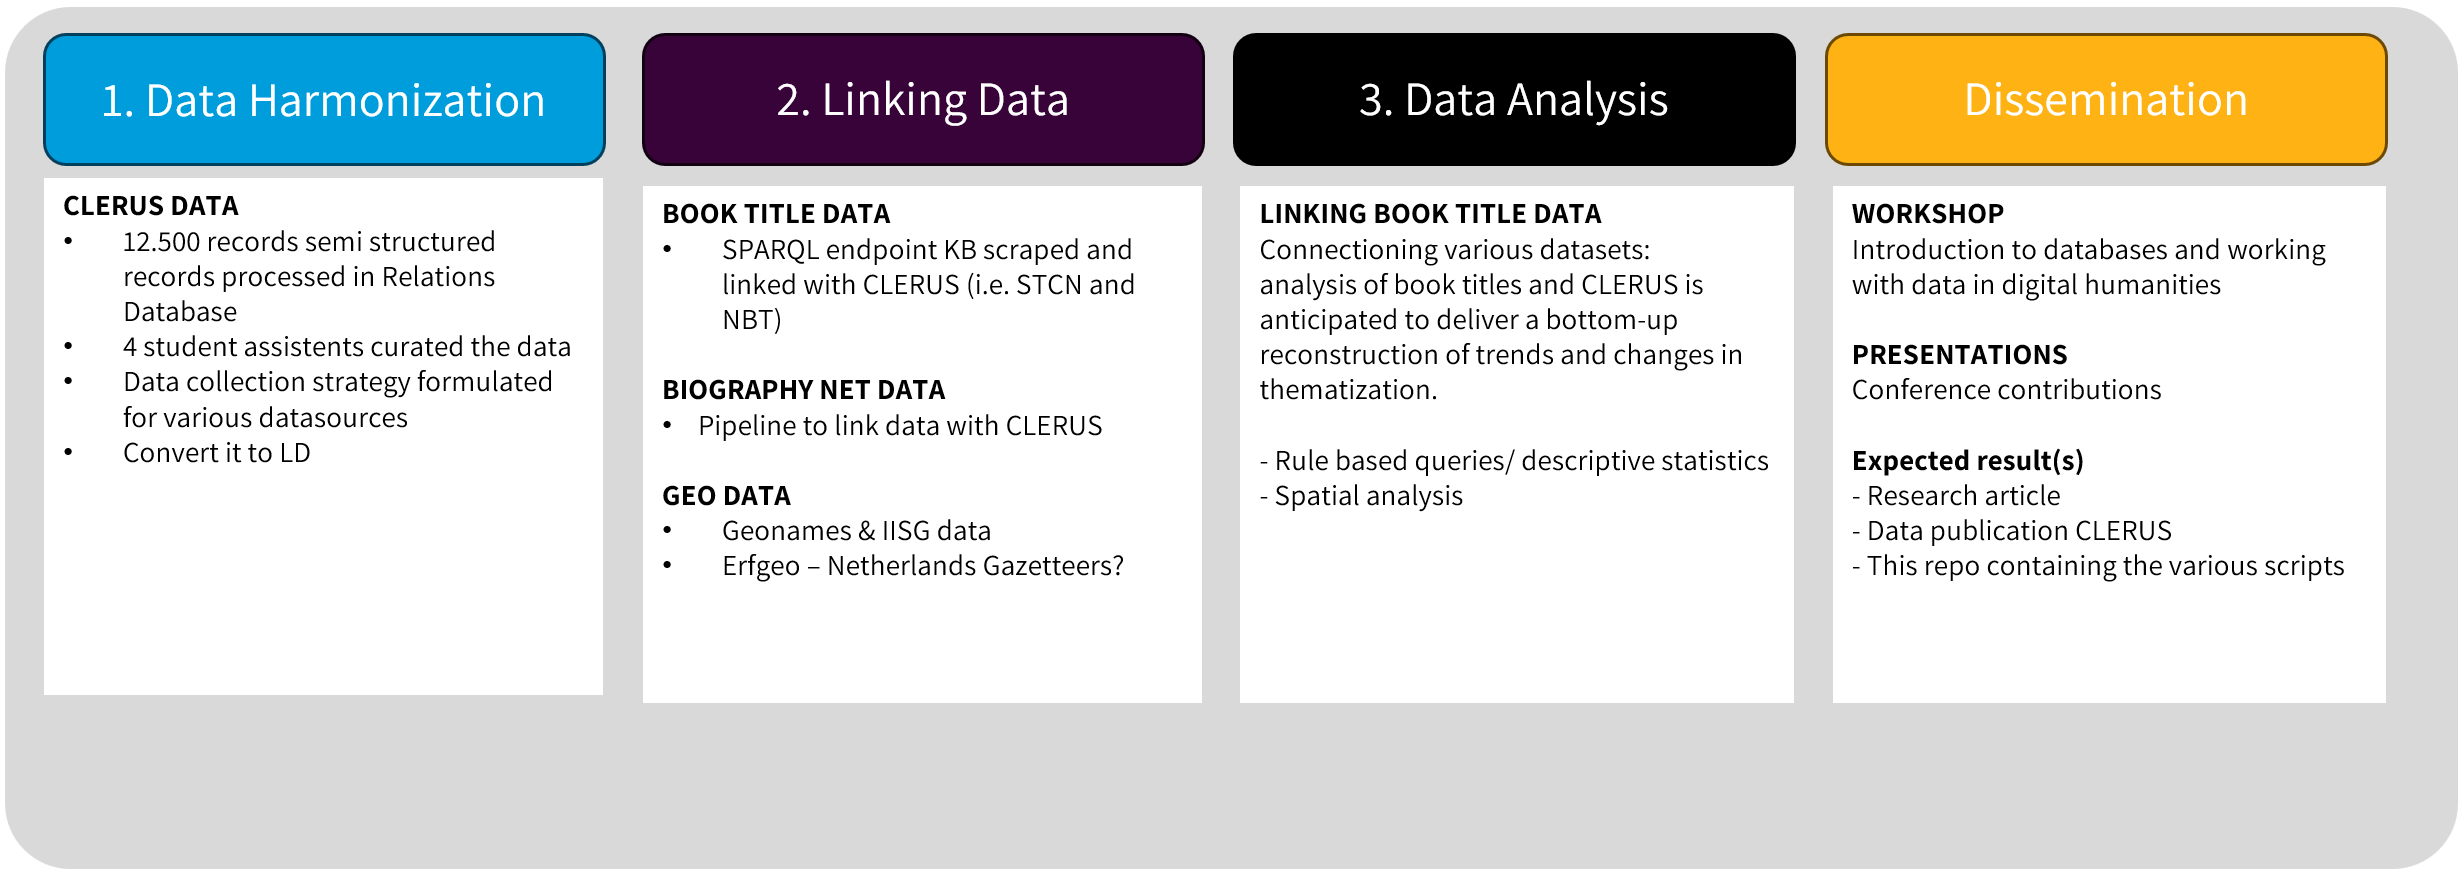 1. Data Harmonization
CLERUS DATA
• 12.500 records semi structured
records processed in Relations
Database
• 4 student assistents curated the data
• Data collection strategy formulated
for various datasources
• Convert it to LD
2. Linking Data
BOOK TITLE DATA
• SPARQL endpoint KB scraped and
linked with CLERUS (i.e. STCN and
NBT)
BIOGRAPHY NET DATA
• Pipeline to link data with CLERUS
GEO DATA
• Geonames & IISG data
• Erfgeo – Netherlands Gazetteers?
3. Data Analysis
LINKING BOOK TITLE DATA
Connectioning various datasets:
analysis of book titles and CLERUS is
anticipated to deliver a bottom-up
reconstruction of trends and changes in
thematization.
- Rule based queries/ descriptive statistics
- Spatial analysis
Dissemination
WORKSHOP
Introduction to databases and working
with data in digital humanities
PRESENTATIONS
Conference contributions
Expected result(s)
- Research article
- Data publication CLERUS
- This repo containing the various scripts